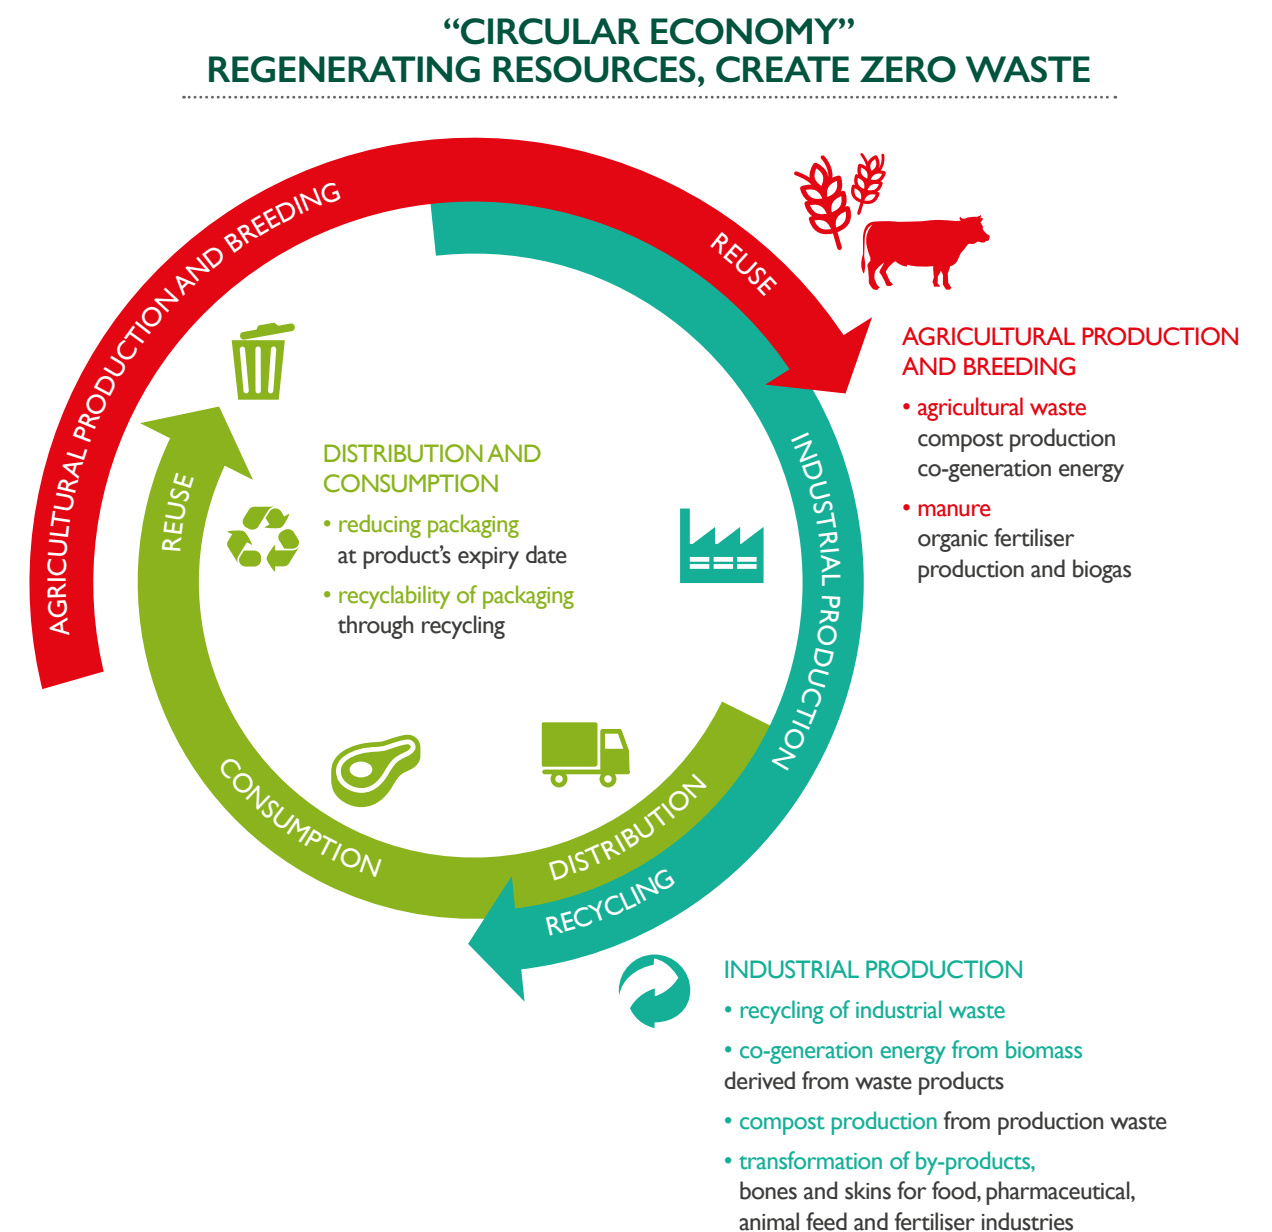 “CIRCULAR ECONOMY”
REGENERATING RESOURCES, CREATE ZERO WASTE
AGRICULTURAL PRODUCTION AND BREEDING
REUSE
AGRICULTURAL PRODUCTION
AND BREEDING
• agricultural waste
compost production
co-generation energy
• manure
organic fertiliser
production and biogas
REUSE
DISTRIBUTION AND
CONSUMPTION
• reducing packaging
at product’s expiry date
• recyclability of packaging
through recycling
INDUSTRIAL PRODUCTION
CONSUMPTION
DISTRIBUTION
RECYCLING
INDUSTRIAL PRODUCTION
• recycling of industrial waste
• co-generation energy from biomass
derived from waste products
• compost production from production waste
• transformation of by-products,
bones and skins for food, pharmaceutical,
animal feed and fertiliser industries